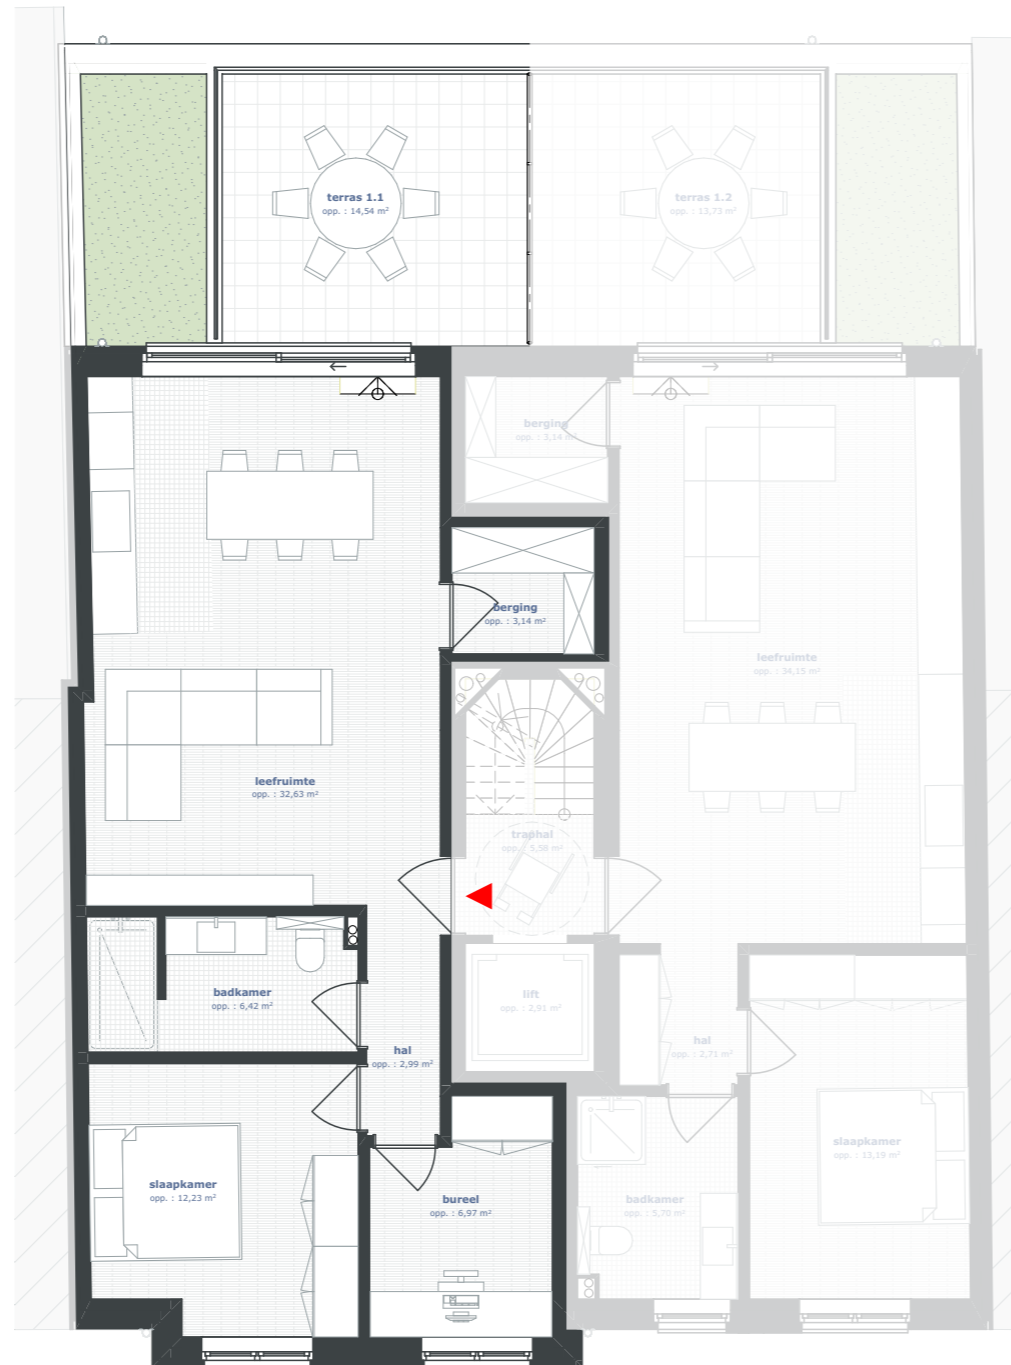 terras 1.1
opp. : 14,54 m²
terras 1.2
opp. : 13,73 m²
berging
opp. : 3,14 m²
berging
opp. : 3,14 m²
leefruimte
opp. : 34,15 m²
leefruimte
opp. : 32,63 m²
traphal
opp. : 5,58 m²
badkamer
opp. : 6,42 m²
lift
opp. : 2,91 m²
hal
opp. : 2,99 m²
hal
opp. : 2,71 m²
slaapkamer
opp. : 13,19 m²
slaapkamer
opp. : 12,23 m²
bureel
opp. : 6,97 m²
badkamer
opp. : 5,70 m²